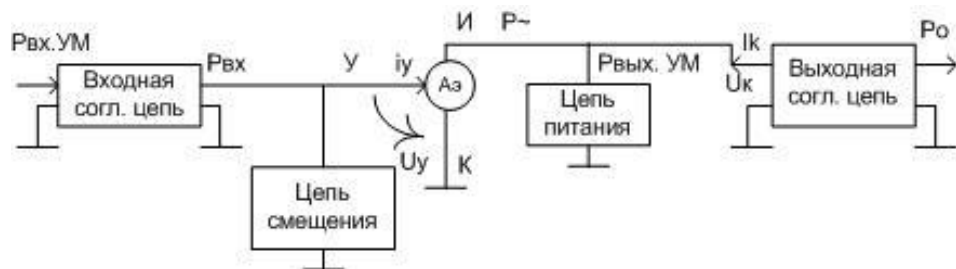 Рвх.УМ
Входная
согл. цепь
Рвх
У
iу
Uу
Цепь
смещения
И
Р~
Аэ
К
Рвых. УМ
Цепь
питания
Ik
Uк
Выходная
согл. цепь
Ро